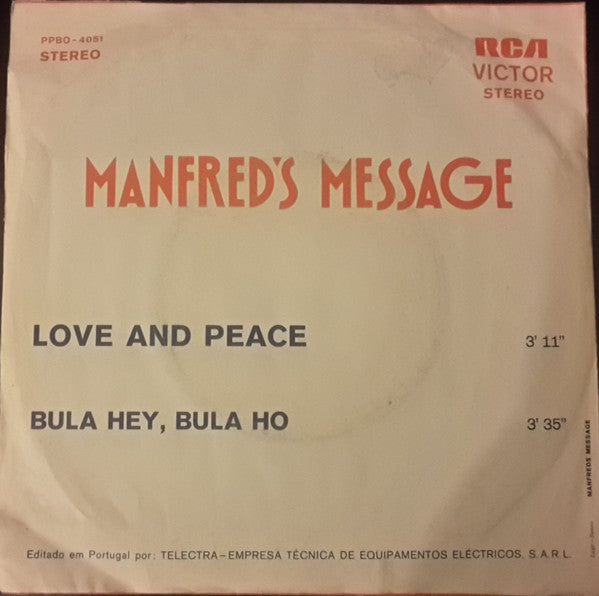 PPBO-4051
STEREO
RCA
VICTOR
STEREO
MANFRED'S MESSAGE
LOVE AND PEACE 3' 11"
BULA HEY, BULA HO 3' 35"
MANFREDS MESSAGE
Editado em Portugal por: TELECTRA-EMPRESA TÉCNICA DE EQUIPAMENTOS ELÉCTRICOS, S.A.R.L.